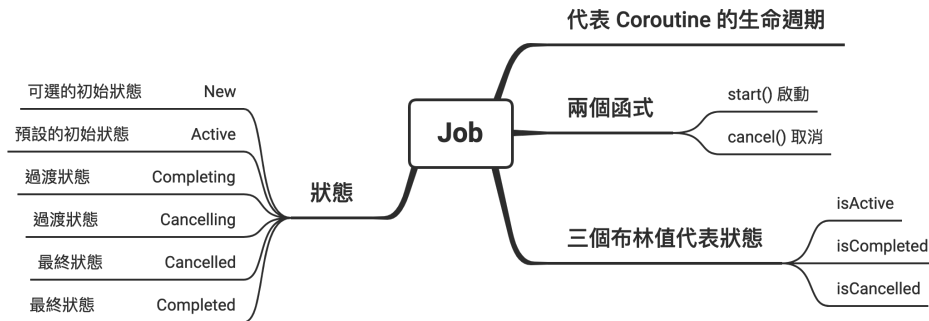 代表 Coroutine 的生命週期
可選的初始狀態 New
預設的初始狀態 Active
過渡狀態 Completing
過渡狀態 Cancelling
最終狀態 Cancelled
最終狀態 Completed
狀態
Job
兩個函式
start() 啟動
cancel() 取消
三個布林值代表狀態
isActive
isCompleted
isCancelled